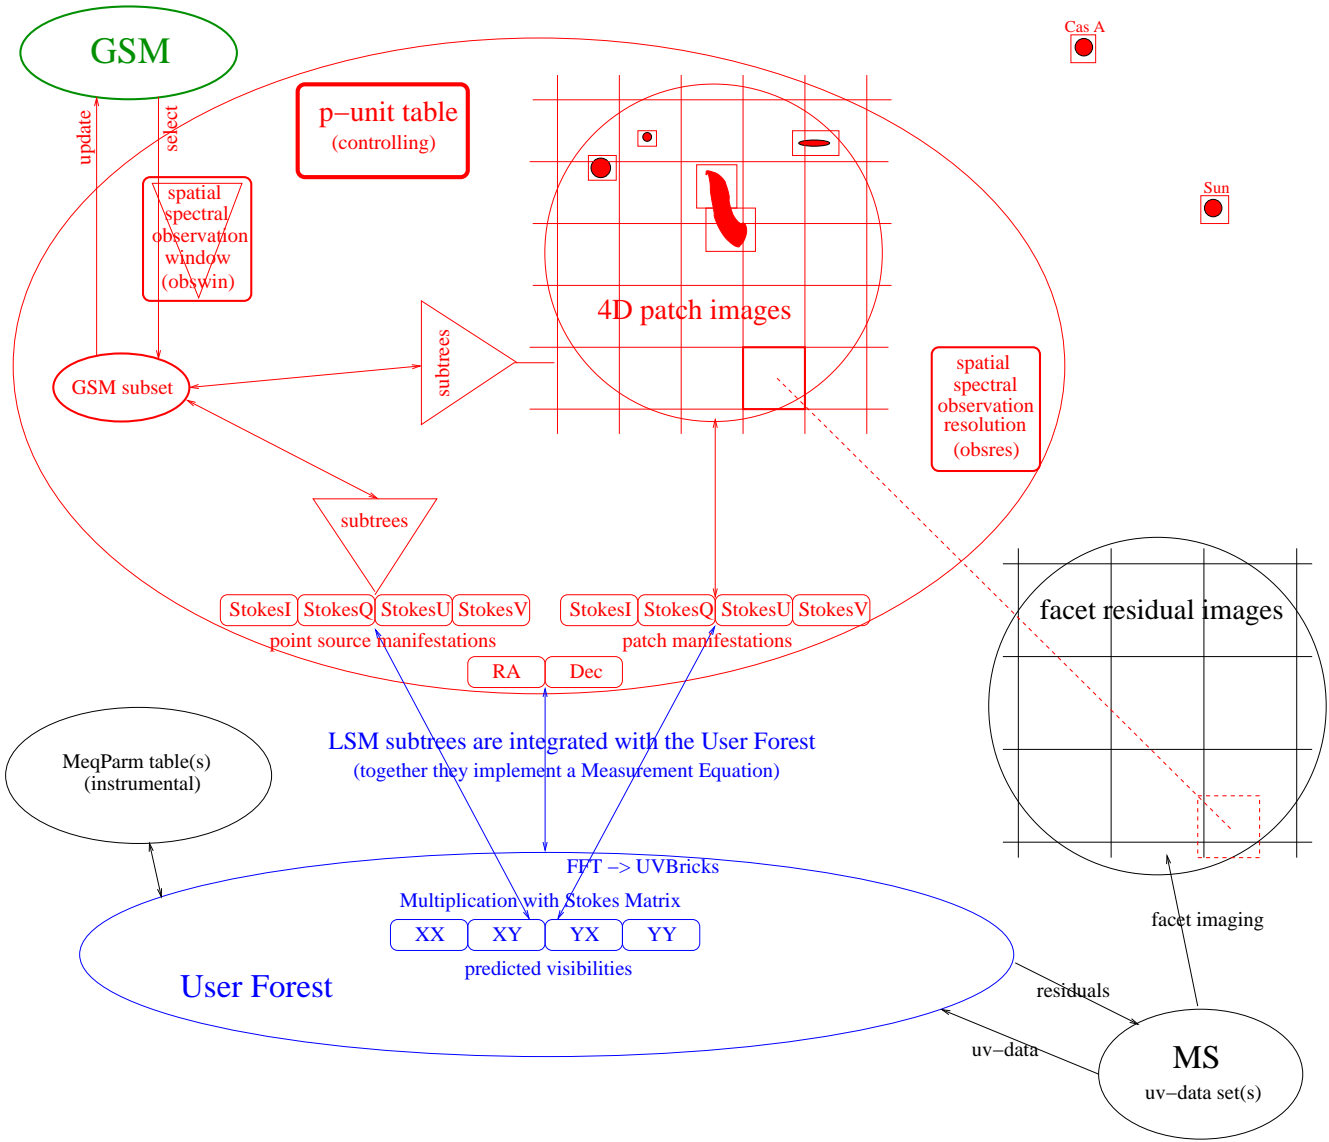 Cas A
GSM
p−unit table
(controlling)
update
select
spatial
spectral
observation
window
(obswin)
Sun
4D patch images
subtrees
GSM subset
spatial
spectral
observation
resolution
(obsres)
subtrees
StokesI StokesQ StokesU StokesV
point source manifestations
StokesI StokesQ StokesU StokesV
patch manifestations
facet residual images
RA Dec
LSM subtrees are integrated with the User Forest
(together they implement a Measurement Equation)
MeqParm table(s)
(instrumental)
FFT −> UVBricks
Multiplication with Stokes Matrix
XX XY YX YY
predicted visibilities
User Forest
facet imaging
residuals
uv−data
MS
uv−data set(s)